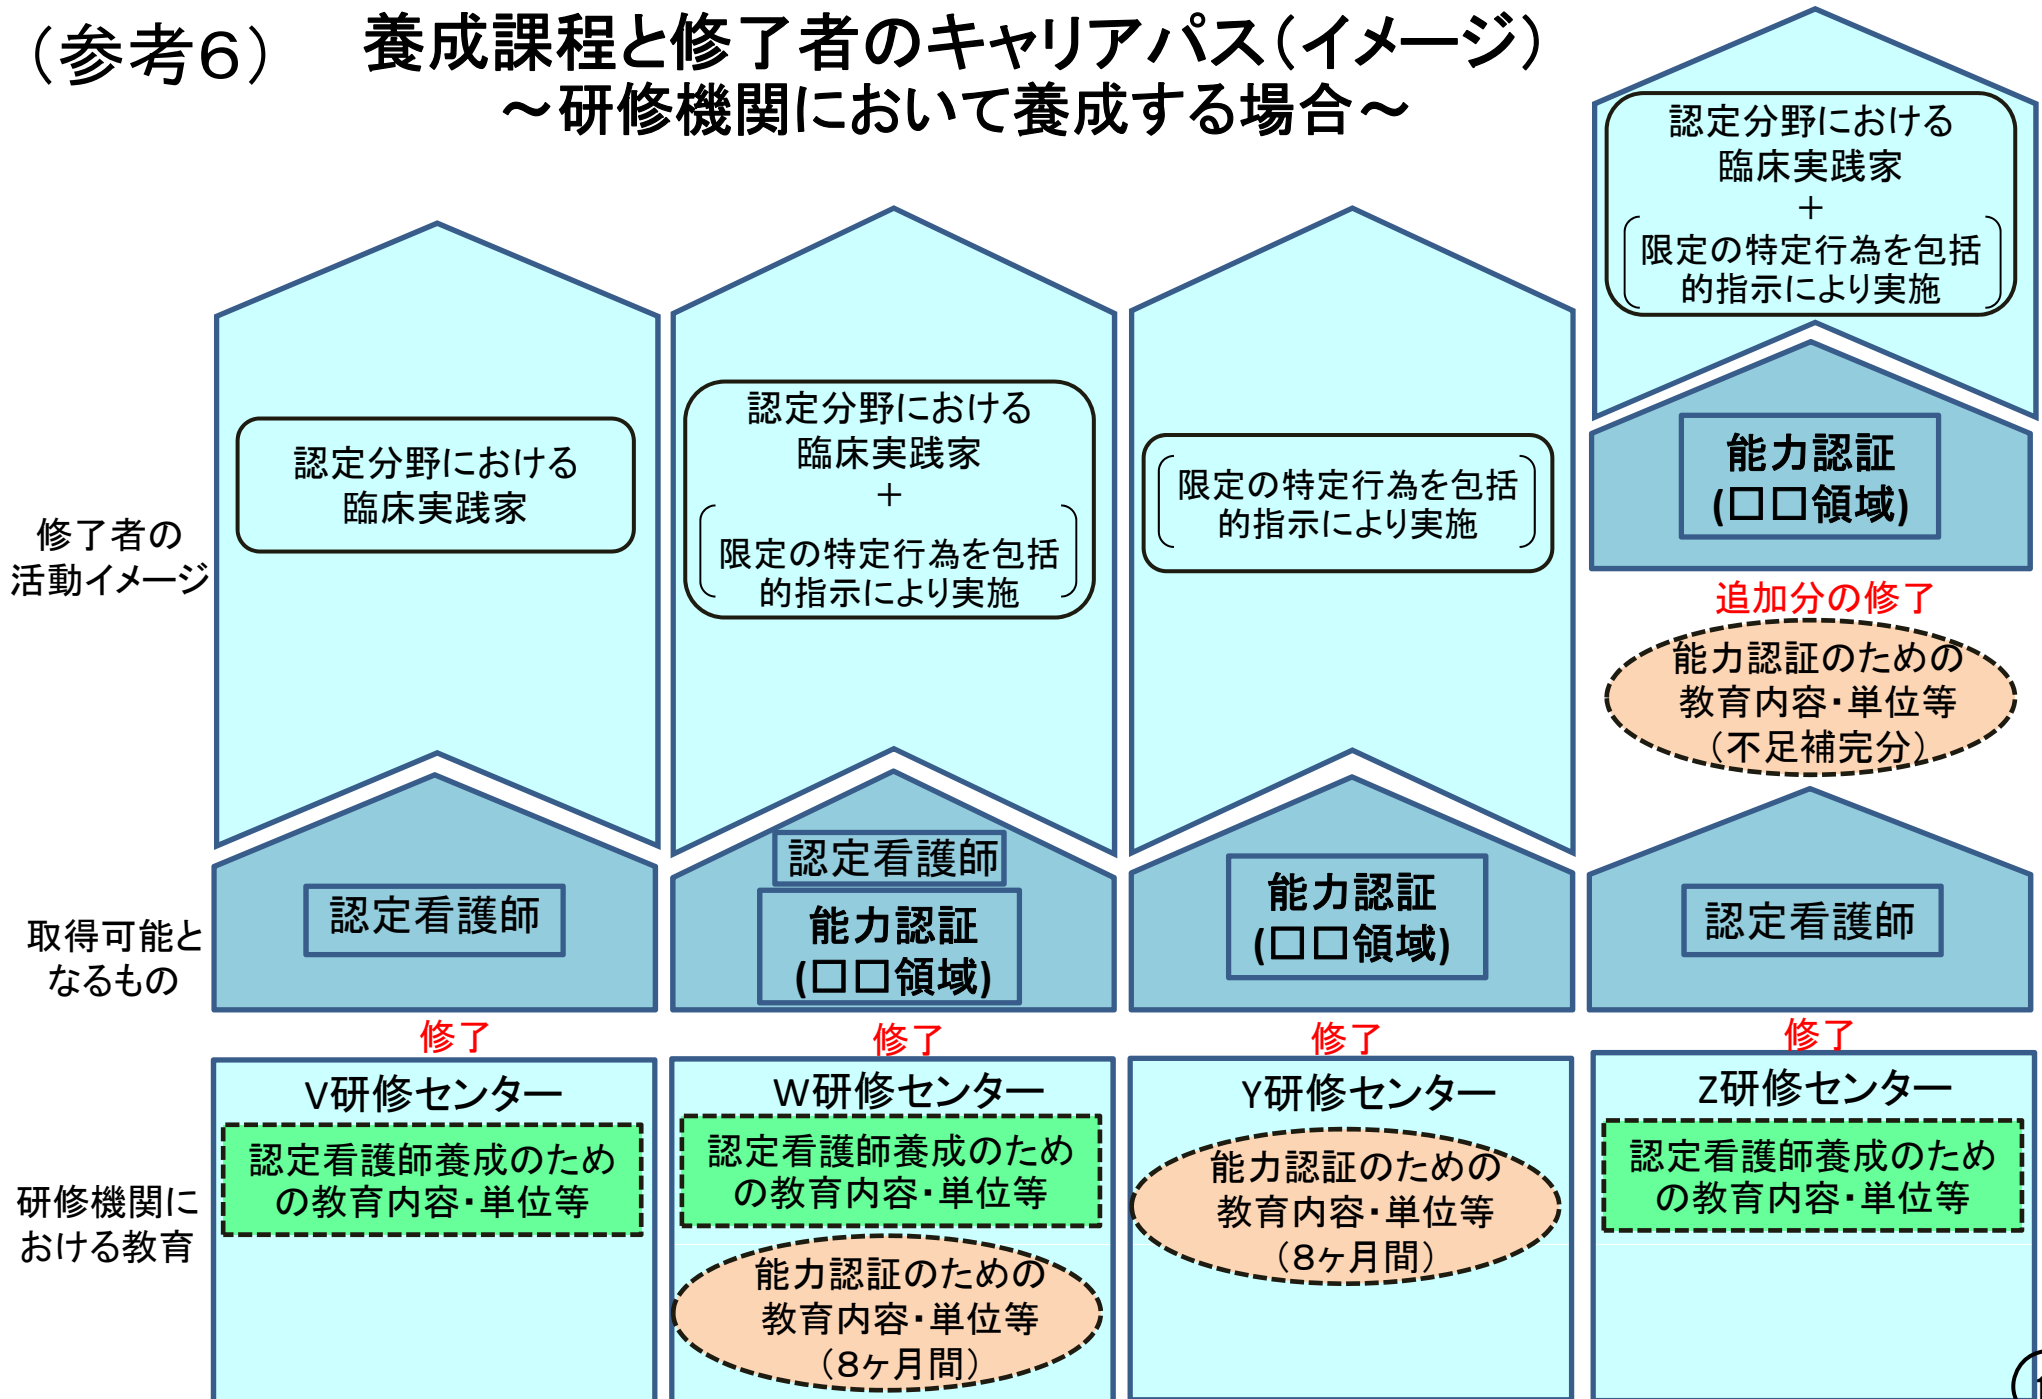 （参考６）
養成課程と修了者のキャリアパス（イメージ）
～研修機関において養成する場合～
修了者の
活動イメージ
認定分野における
臨床実践家
認定分野における
臨床実践家
＋
限定の特定行為を包括
的指示により実施
限定の特定行為を包括
的指示により実施
認定分野における
臨床実践家
＋
限定の特定行為を包括
的指示により実施
能力認証
(□□領域)
追加分の修了
能力認証のための
教育内容・単位等
（不足補完分）
取得可能と
なるもの
認定看護師
認定看護師
能力認証
(□□領域)
能力認証
(□□領域)
認定看護師
修了
修了
修了
修了
研修機関に
おける教育
V研修センター
認定看護師養成のため
の教育内容・単位等
W研修センター
認定看護師養成のため
の教育内容・単位等
能力認証のための
教育内容・単位等
（８ヶ月間）
Y研修センター
能力認証のための
教育内容・単位等
（８ヶ月間）
Z研修センター
認定看護師養成のため
の教育内容・単位等